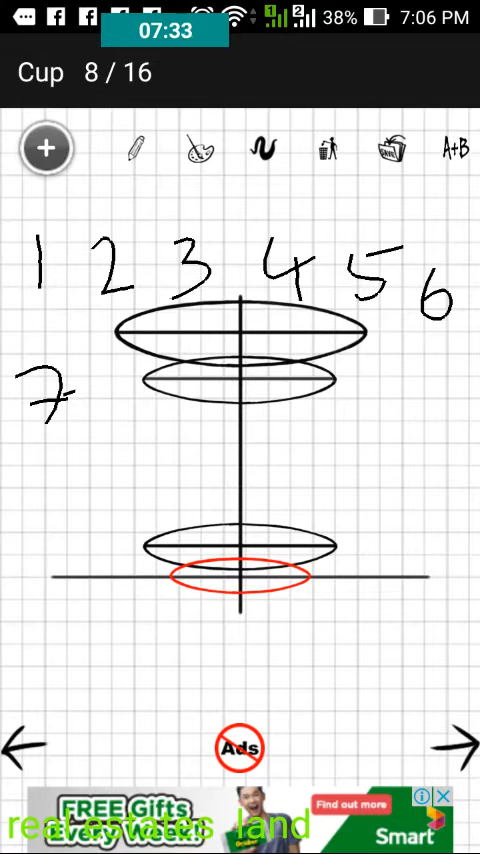 38% 7:06 PM
07:33
Cup 8 / 16
SAVE A+B
1 2 3 4 5 6
7
Ads
FREE Gifts
Every Week!
real estates land
Find out more
Smart